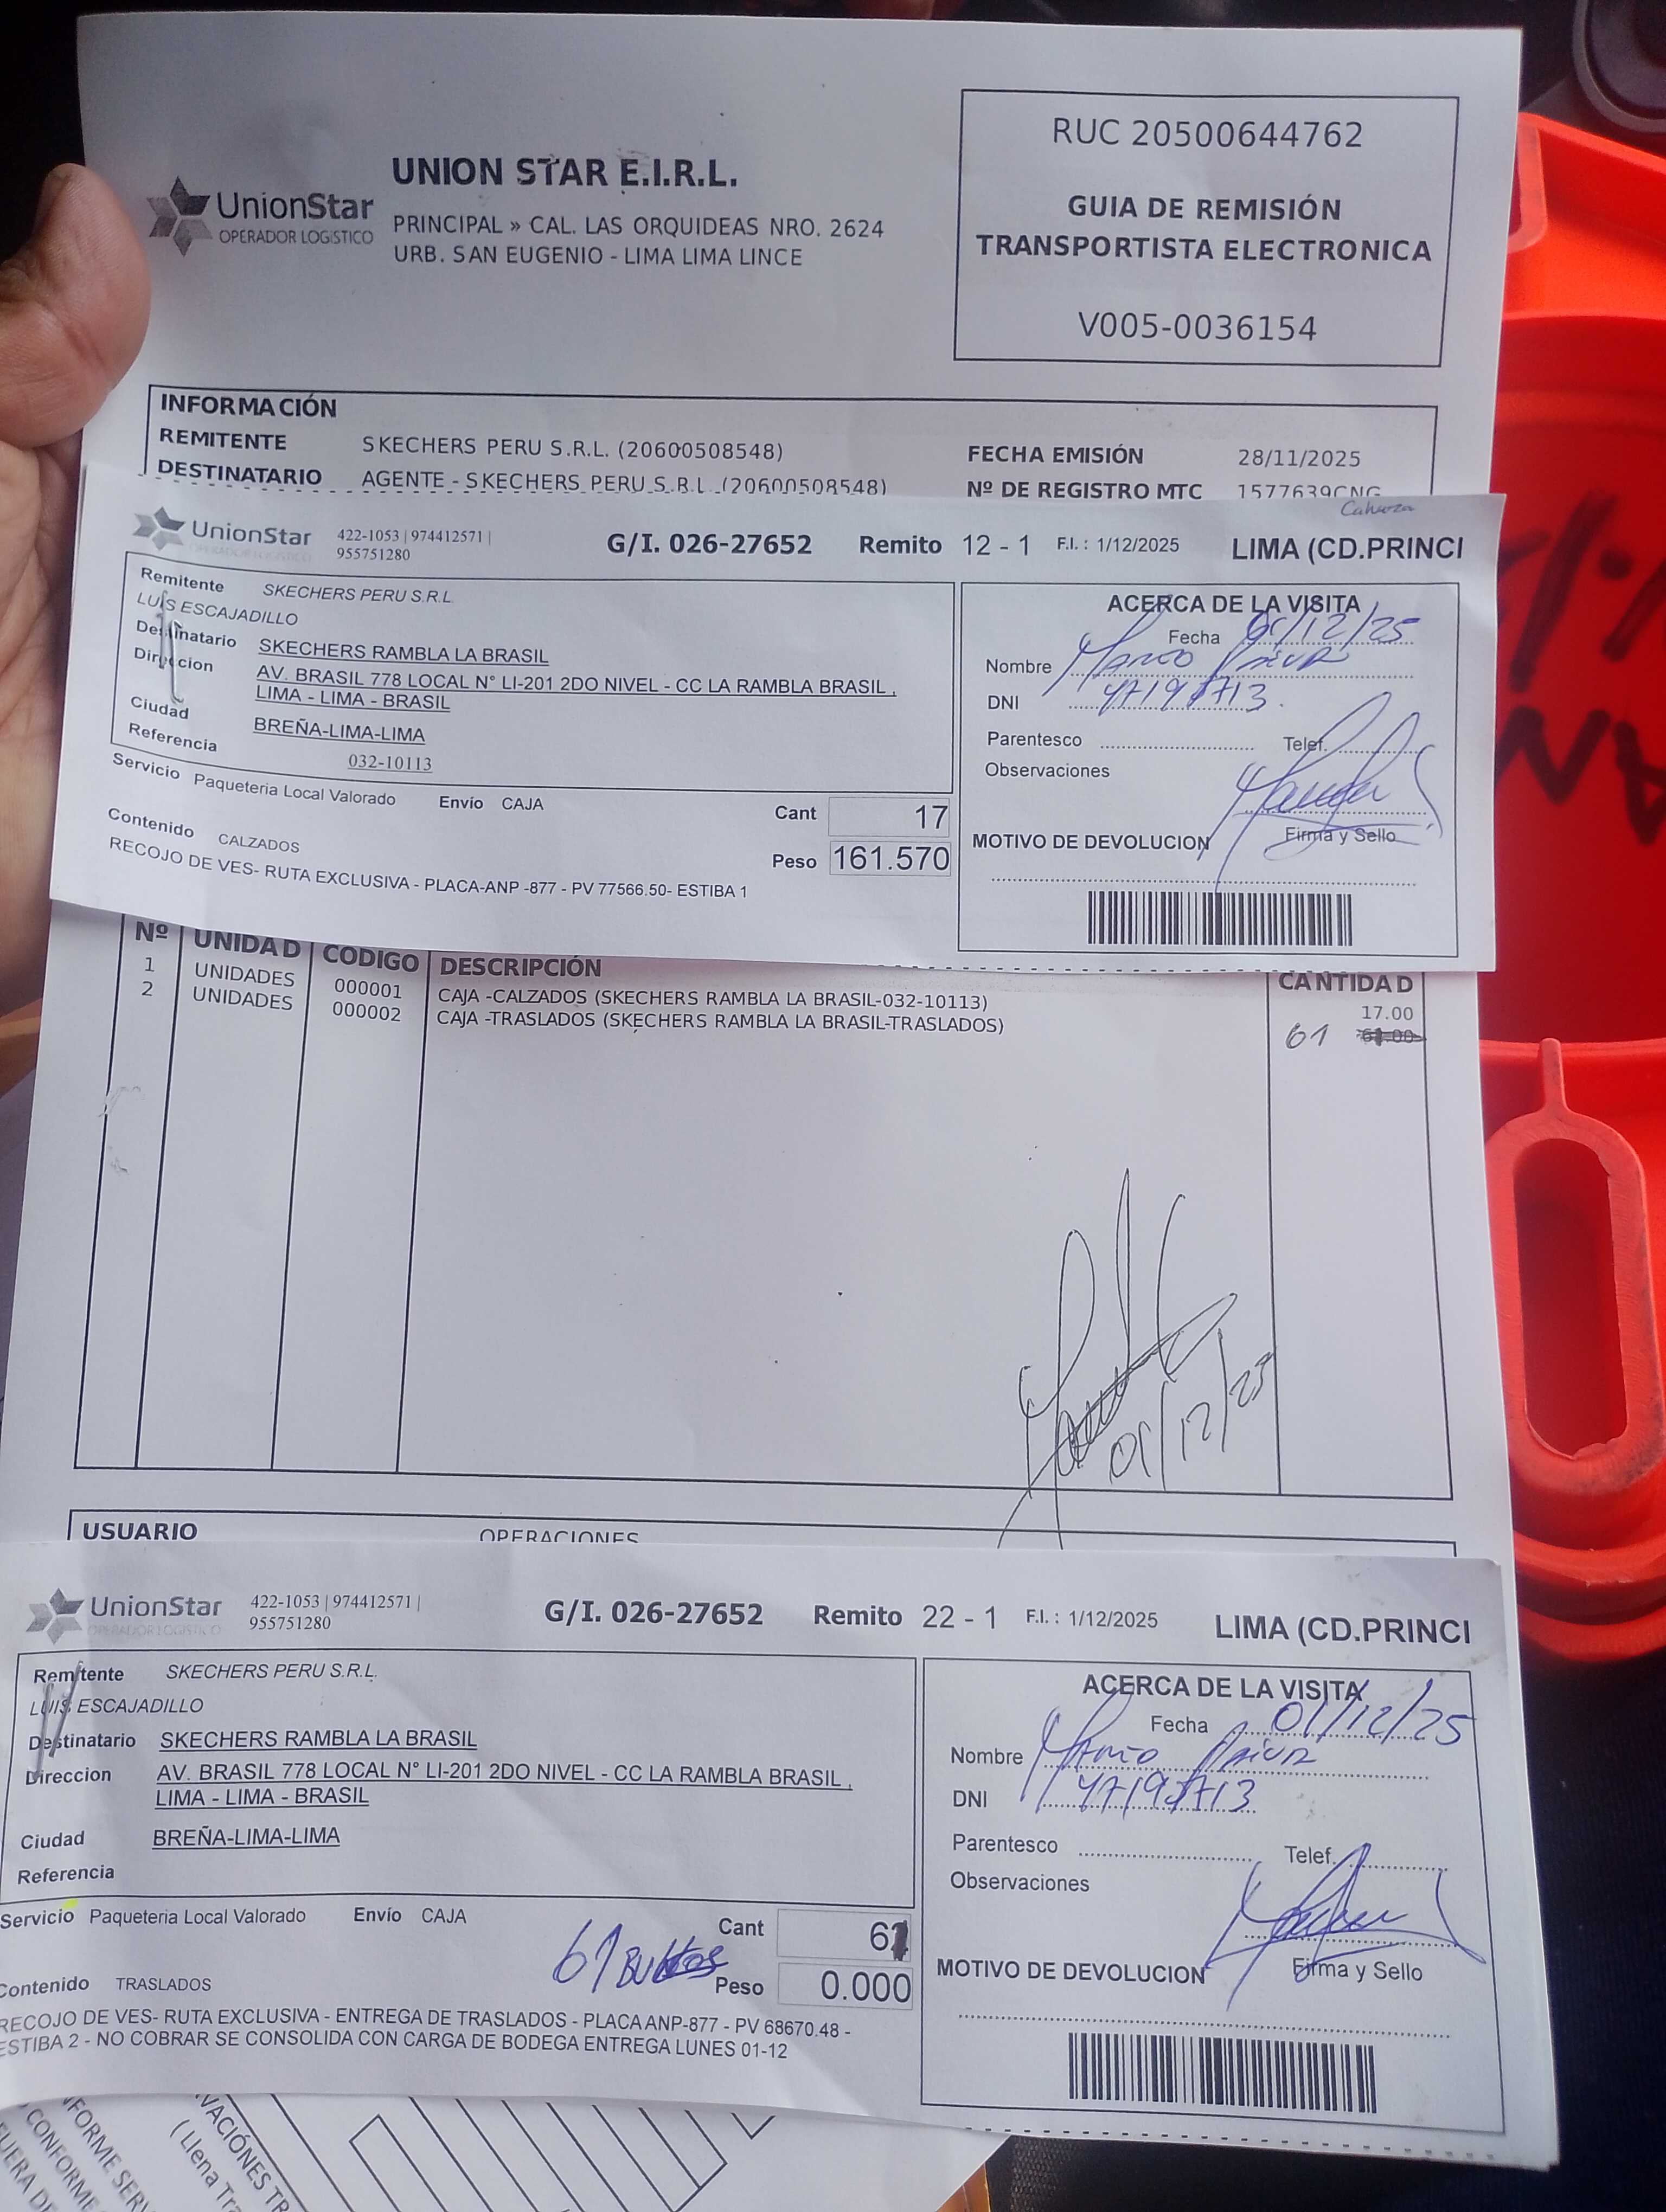 UnionStar
OPERADOR LOGÍSTICO
UNION STAR E.I.R.L.
PRINCIPAL » CAL. LAS ORQUIDEAS NRO. 2624
URB. SAN EUGENIO - LIMA LIMA LINCE
RUC 20500644762
GUIA DE REMISIÓN
TRANSPORTISTA ELECTRONICA
V005-0036154
INFORMACIÓN
REMITENTE SKECHERS PERU S.R.L. (20600508548)
DESTINATARIO AGENTE - SKECHERS PERU S.R.L. (20600508548)
FECHA EMISIÓN 28/11/2025
Nº DE REGISTRO MTC 1577639CNG
UnionStar 422-1053 | 974412571 |
OPERADOR LOGISTICO 955751280
G/I. 026-27652 Remito 12 - 1 F.I. : 1/12/2025 LIMA (CD.PRINCI
Remitente SKECHERS PERU S.R.L.
LUIS ESCAJADILLO
Destinatario SKECHERS RAMBLA LA BRASIL
Direccion AV. BRASIL 778 LOCAL N° LI-201 2DO NIVEL - CC LA RAMBLA BRASIL ,
LIMA - LIMA - BRASIL
Ciudad BREÑA-LIMA-LIMA
Referencia 032-10113
Servicio Paqueteria Local Valorado Envío CAJA
Cant 17
Contenido CALZADOS
Peso 161.570
RECOJO DE VES- RUTA EXCLUSIVA - PLACA-ANP -877 - PV 77566.50- ESTIBA 1
ACERCA DE LA VISITA
Fecha 01/12/25
Nombre Marco
DNI
Parentesco Telef.
Observaciones
MOTIVO DE DEVOLUCION Firma y Sello
Nº UNIDAD CODIGO DESCRIPCIÓN CANTIDAD
1 UNIDADES 000001 CAJA -CALZADOS (SKECHERS RAMBLA LA BRASIL-032-10113) 17.00
2 UNIDADES 000002 CAJA -TRASLADOS (SKECHERS RAMBLA LA BRASIL-TRASLADOS) 61
01/12/25
USUARIO OPERACIONES
UnionStar 422-1053 | 974412571 |
OPERADOR LOGISTICO 955751280
G/I. 026-27652 Remito 22 - 1 F.I. : 1/12/2025 LIMA (CD.PRINCI
Remitente SKECHERS PERU S.R.L.
LUIS ESCAJADILLO
Destinatario SKECHERS RAMBLA LA BRASIL
Direccion AV. BRASIL 778 LOCAL N° LI-201 2DO NIVEL - CC LA RAMBLA BRASIL ,
LIMA - LIMA - BRASIL
Ciudad BREÑA-LIMA-LIMA
Referencia
Servicio Paqueteria Local Valorado Envío CAJA
61 Bultos
Cant 61
Contenido TRASLADOS
Peso 0.000
RECOJO DE VES- RUTA EXCLUSIVA - ENTREGA DE TRASLADOS - PLACA ANP-877 - PV 68670.48 -
ESTIBA 2 - NO COBRAR SE CONSOLIDA CON CARGA DE BODEGA ENTREGA LUNES 01-12
ACERCA DE LA VISITA
Fecha 01/12/25
Nombre Marco
DNI
Parentesco Telef.
Observaciones
MOTIVO DE DEVOLUCION Firma y Sello
( Llena